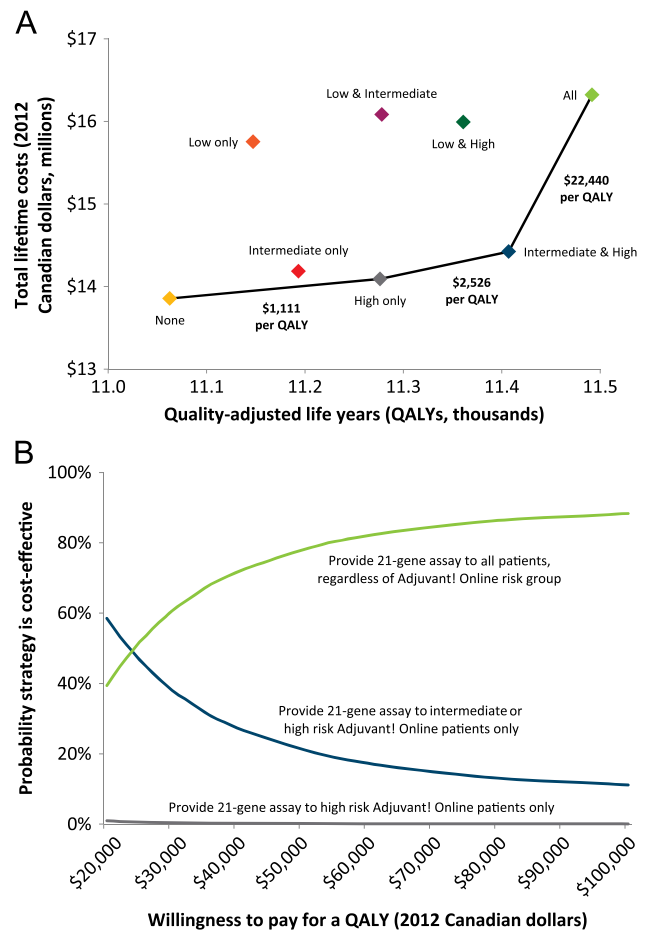 A
Total lifetime costs (2012
Canadian dollars, millions)
$17
$16
$15
$14
$13
Low & Intermediate
All
Low only
Low & High
$22,440
per QALY
Intermediate only
Intermediate & High
High only
$2,526
per QALY
None
$1,111
per QALY
11.0
11.1
11.2
11.3
11.4
11.5
Quality-adjusted life years (QALYs, thousands)
B
Probability strategy is cost-effective
100%
80%
60%
40%
20%
0%
Provide 21-gene assay to all patients,
regardless of Adjuvant! Online risk group
Provide 21-gene assay to intermediate or
high risk Adjuvant! Online patients only
Provide 21-gene assay to high risk Adjuvant! Online patients only
$20,000
$30,000
$40,000
$50,000
$60,000
$70,000
$80,000
$90,000
$100,000
Willingness to pay for a QALY (2012 Canadian dollars)